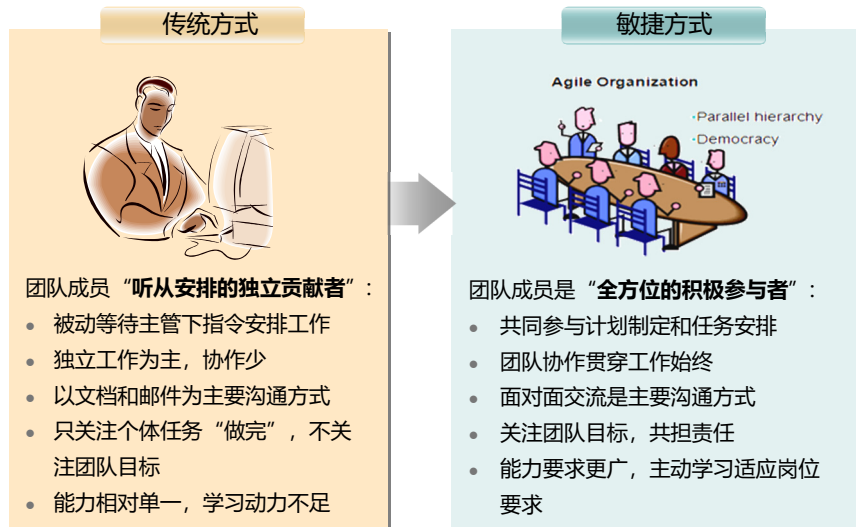 传统方式
团队成员“听从安排的独立贡献者”：
被动等待主管下指令安排工作
独立工作为主，协作少
以文档和邮件为主要沟通方式
只关注个体任务“做完”，不关
注团队目标
能力相对单一，学习动力不足
敏捷方式
Agile Organization
·Parallel hierarchy
·Democracy
团队成员是“全方位的积极参与者”：
共同参与计划制定和任务安排
团队协作贯穿工作始终
面对面交流是主要沟通方式
关注团队目标，共担责任
能力要求更广，主动学习适应岗位
要求